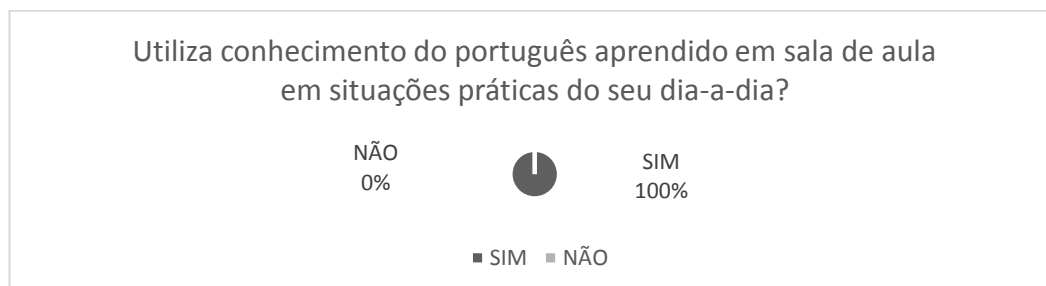 Utiliza conhecimento do português aprendido em sala de aula
em situações práticas do seu dia-a-dia?
NÃO
0%
SIM
100%
SIM NÃO